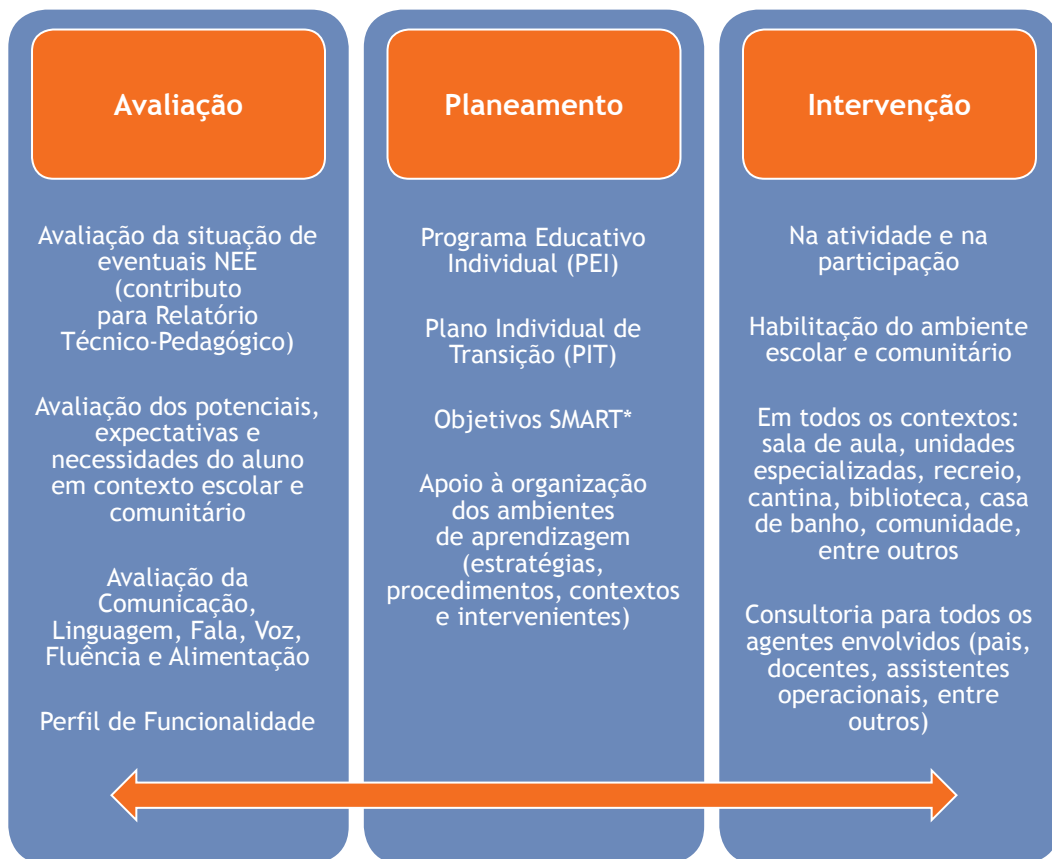 Avaliação
Avaliação da situação de
eventuais NEE
(contributo
para Relatório
Técnico-Pedagógico)
Avaliação dos potenciais,
expectativas e
necessidades do aluno
em contexto escolar e
comunitário
Avaliação da
Comunicação,
Linguagem, Fala, Voz,
Fluência e Alimentação
Perfil de Funcionalidade
Planeamento
Programa Educativo
Individual (PEI)
Plano Individual de
Transição (PIT)
Objetivos SMART*
Apoio à organização
dos ambientes
de aprendizagem
(estratégias,
procedimentos, contextos
e intervenientes)
Intervenção
Na atividade e na
participação
Habilitação do ambiente
escolar e comunitário
Em todos os contextos:
sala de aula, unidades
especializadas, recreio,
cantina, biblioteca, casa
de banho, comunidade,
entre outros
Consultoria para todos os
agentes envolvidos (pais,
docentes, assistentes
operacionais, entre
outros)